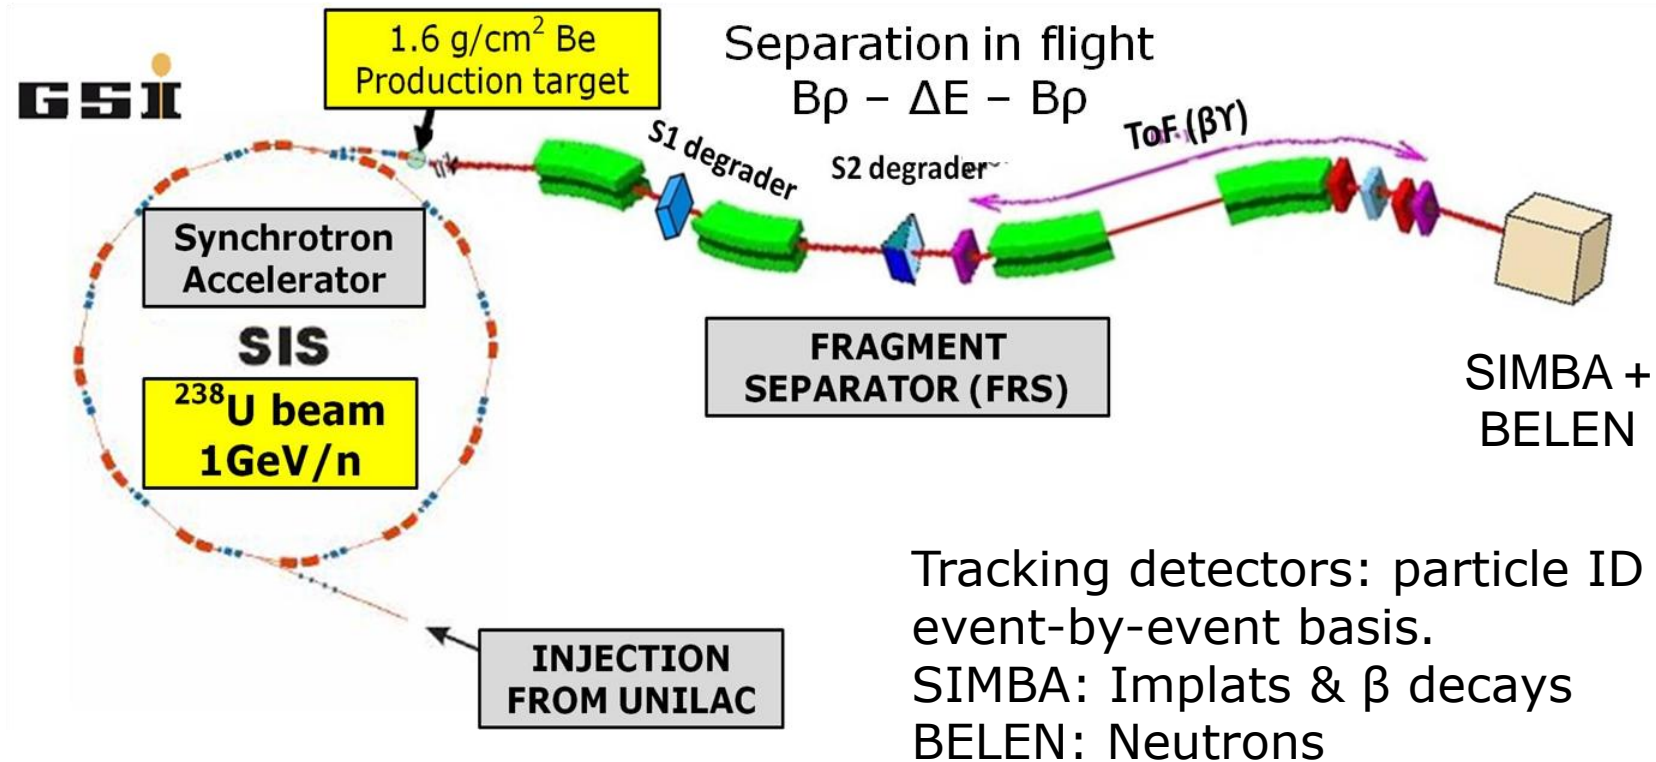 GSI
1.6 g/cm² Be
Production target
Separation in flight
Bρ – ΔE – Bρ
S1 degrader
S2 degrader
ToF (βϒ)
Synchrotron
Accelerator
SIS
²³⁸U beam
1GeV/n
FRAGMENT
SEPARATOR (FRS)
SIMBA +
BELEN
INJECTION
FROM UNILAC
Tracking detectors: particle ID
event-by-event basis.
SIMBA: Implats & β decays
BELEN: Neutrons